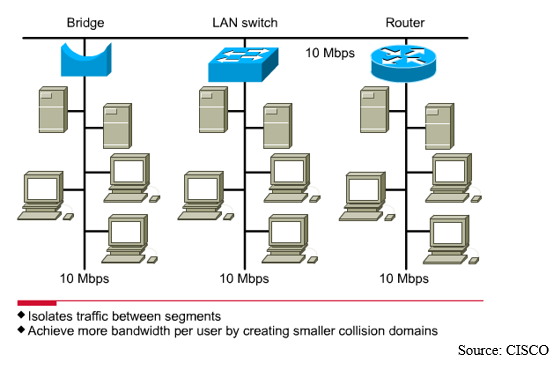 Bridge LAN switch Router
10 Mbps
10 Mbps 10 Mbps 10 Mbps
◆ Isolates traffic between segments
◆ Achieve more bandwidth per user by creating smaller collision domains
Source: CISCO